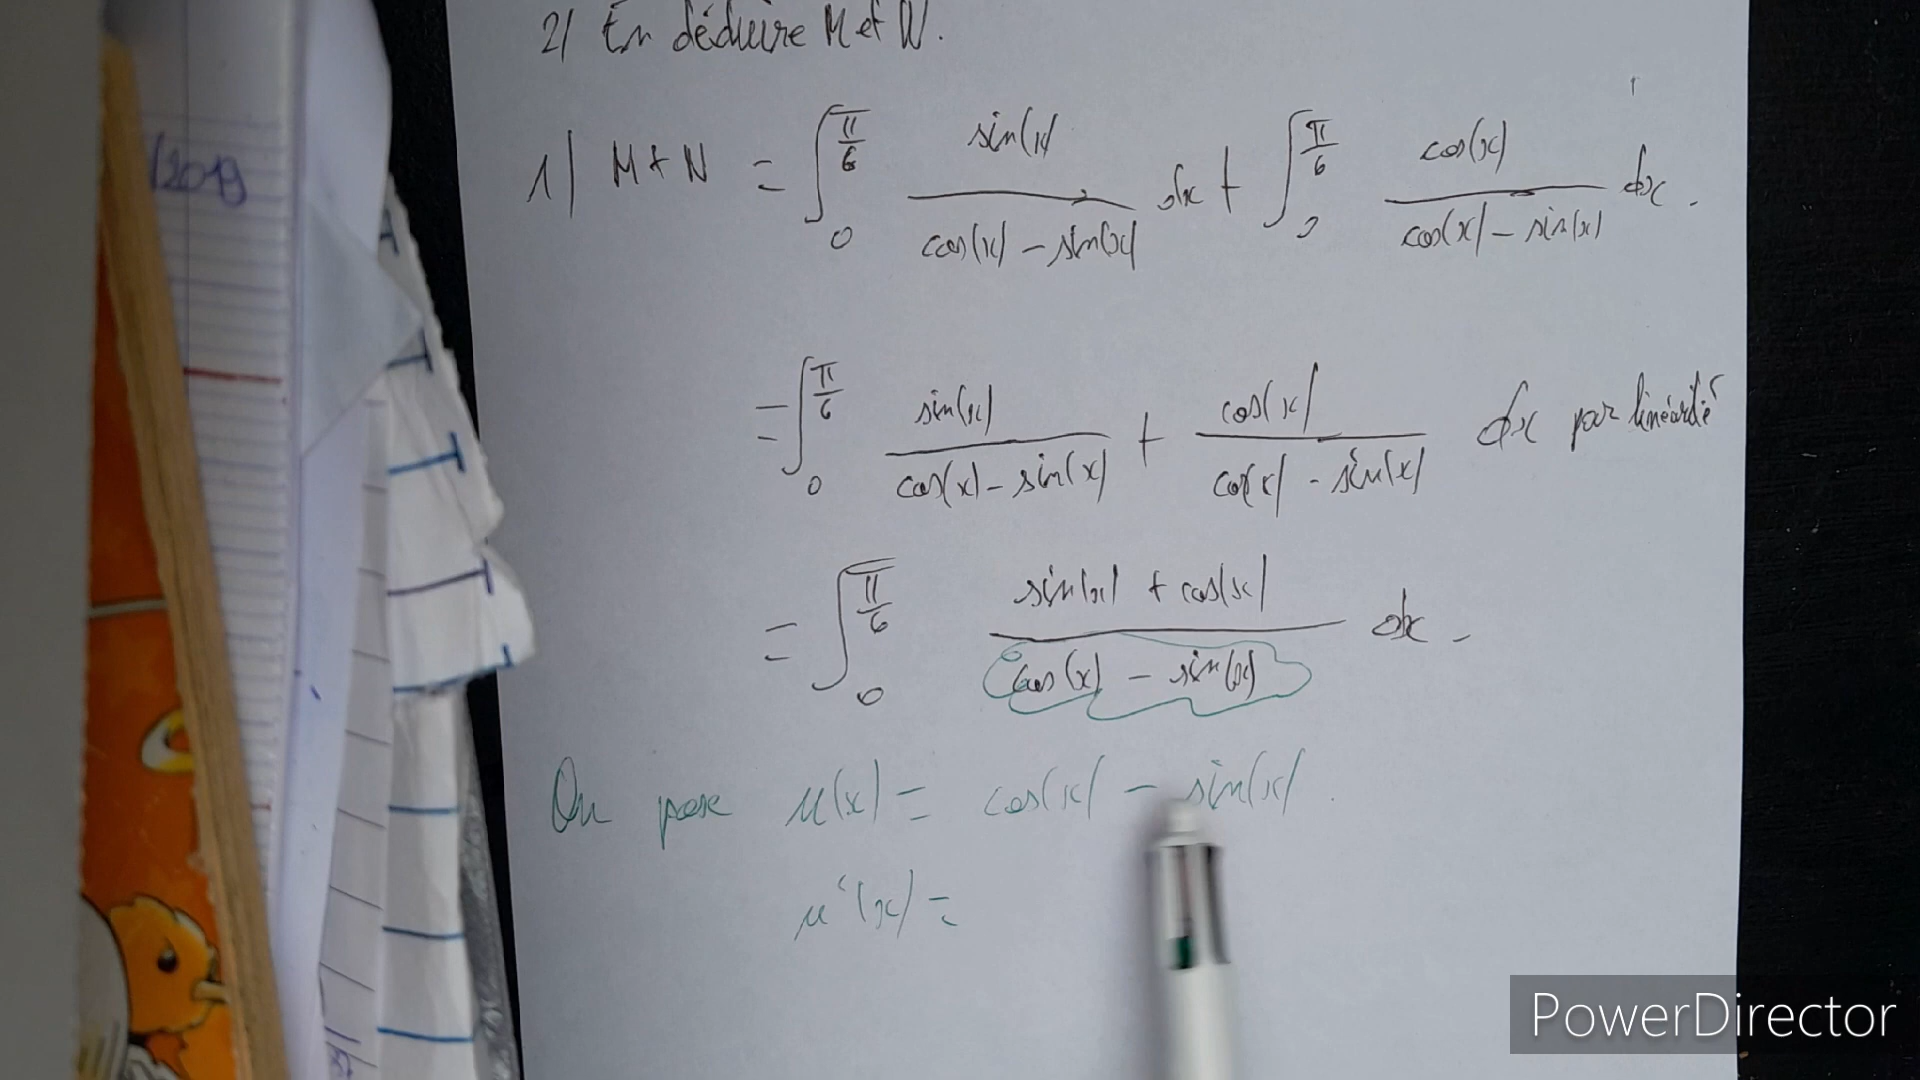 2/ En déduire M et N.
/2019
1/ M + N = ∫₀^(π/6) sin(x)/(cos(x) - sin(x)) dx + ∫₀^(π/6) cos(x)/(cos(x) - sin(x)) dx.
= ∫₀^(π/6) sin(x)/(cos(x) - sin(x)) + cos(x)/(cos(x) - sin(x)) dx par linéarité
= ∫₀^(π/6) (sin(x) + cos(x))/(cos(x) - sin(x)) dx.
On pose u(x) = cos(x) - sin(x).
u'(x) =
PowerDirector